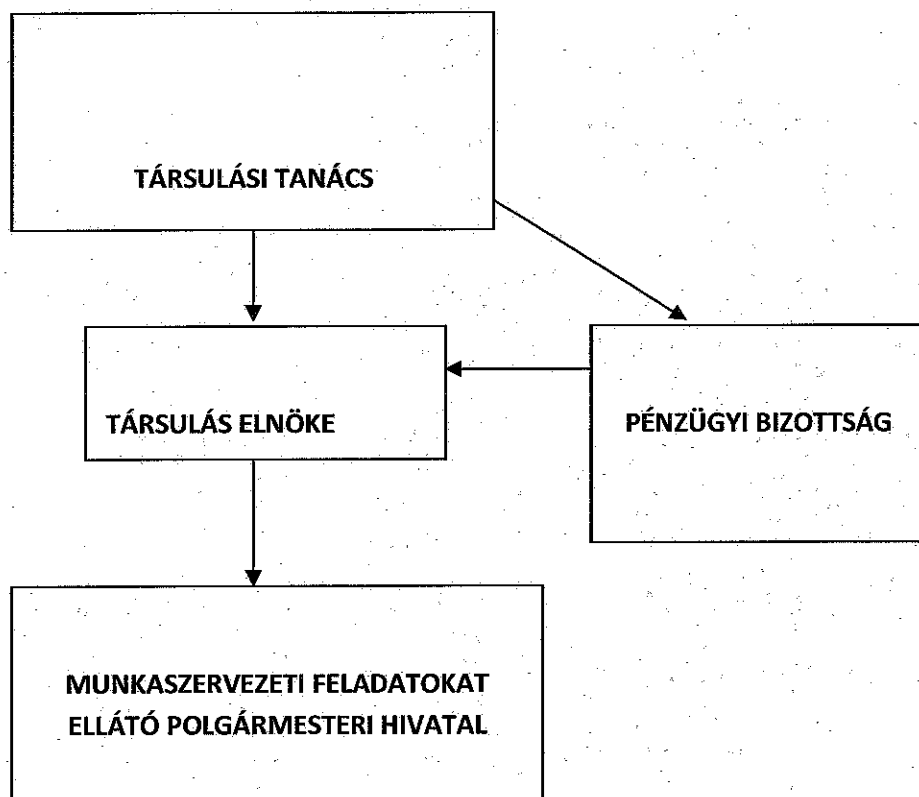 TÁRSULÁSI TANÁCS
TÁRSULÁS ELNÖKE
PÉNZÜGYI BIZOTTSÁG
MUNKASZERVEZETI FELADATOKAT
ELLÁTÓ POLGÁRMESTERI HIVATAL